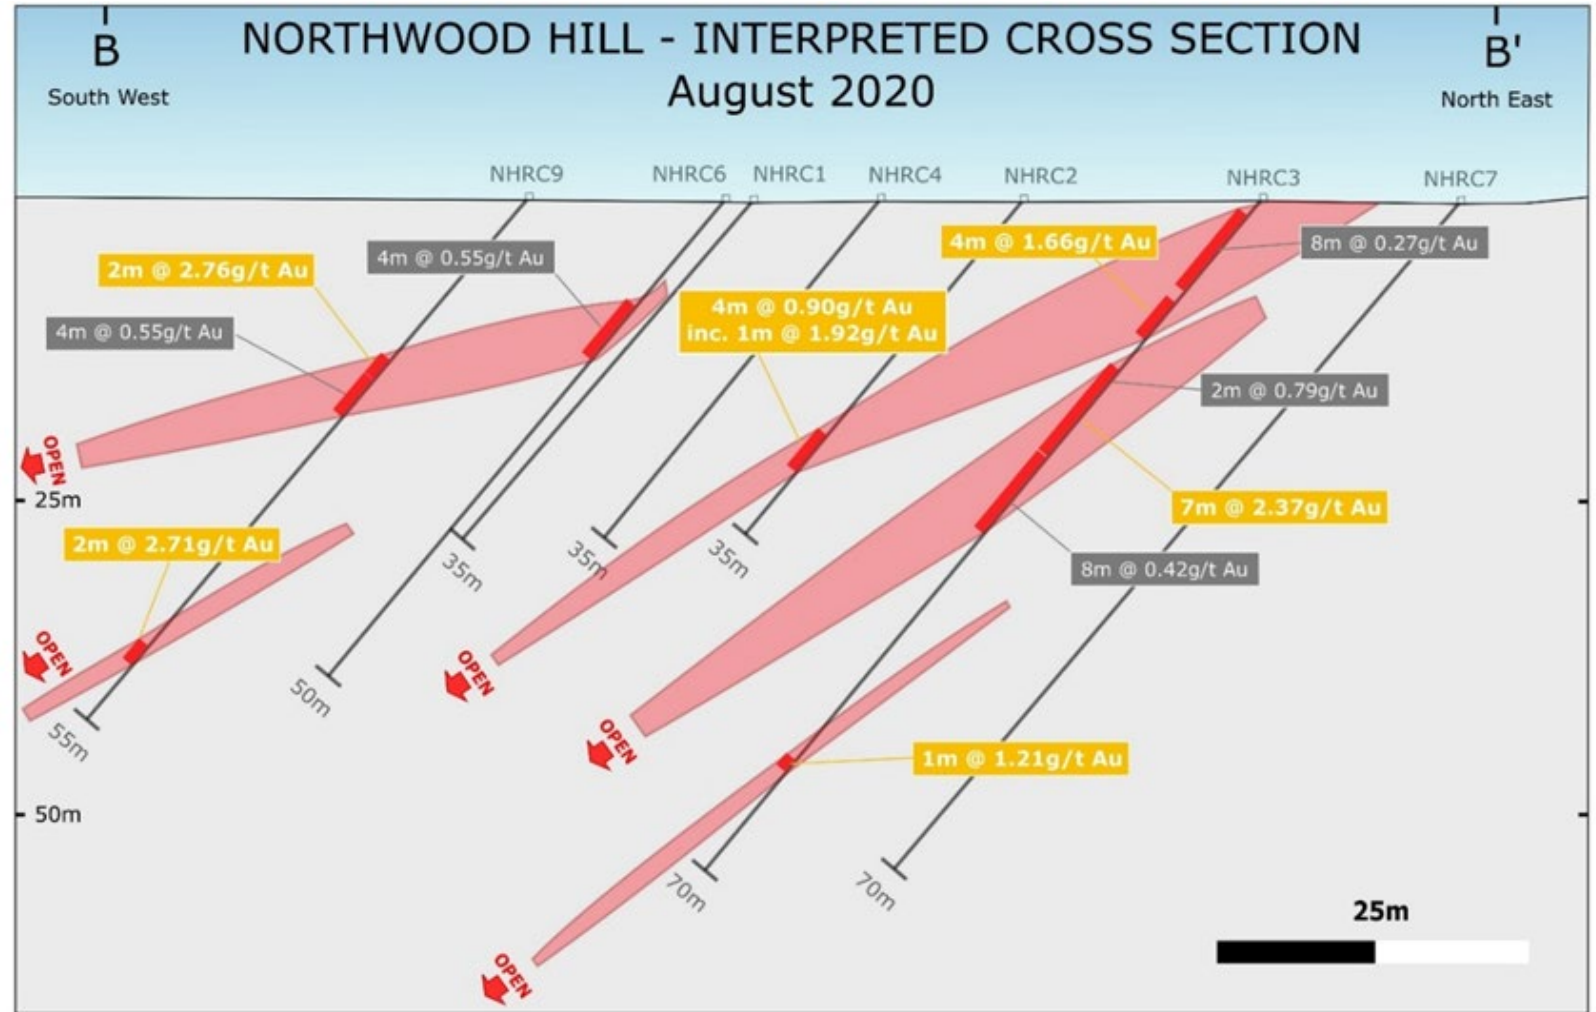 B
NORTHWOOD HILL - INTERPRETED CROSS SECTION
B'
South West
August 2020
North East
NHRC9
NHRC6
NHRC1
NHRC4
NHRC2
NHRC3
NHRC7
4m @ 1.66g/t Au
8m @ 0.27g/t Au
4m @ 0.55g/t Au
2m @ 2.76g/t Au
4m @ 0.90g/t Au
inc. 1m @ 1.92g/t Au
4m @ 0.55g/t Au
2m @ 0.79g/t Au
OPEN
25m
7m @ 2.37g/t Au
2m @ 2.71g/t Au
35m
35m
35m
8m @ 0.42g/t Au
OPEN
OPEN
50m
55m
OPEN
1m @ 1.21g/t Au
50m
70m
70m
25m
OPEN